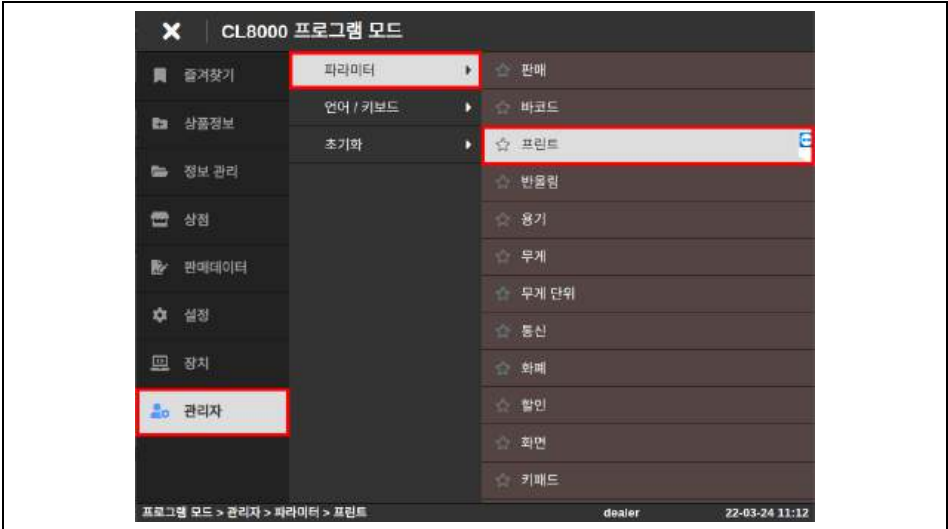 CL8000 프로그램 모드
즐겨찾기
상품정보
정보 관리
상점
판매데이터
설정
장치
관리자
파라미터
언어 / 키보드
초기화
판매
바코드
프린트
반올림
용기
무게
무게 단위
통신
화폐
할인
화면
키패드
프로그램 모드 > 관리자 > 파라미터 > 프린트
dealer
22-03-24 11:12